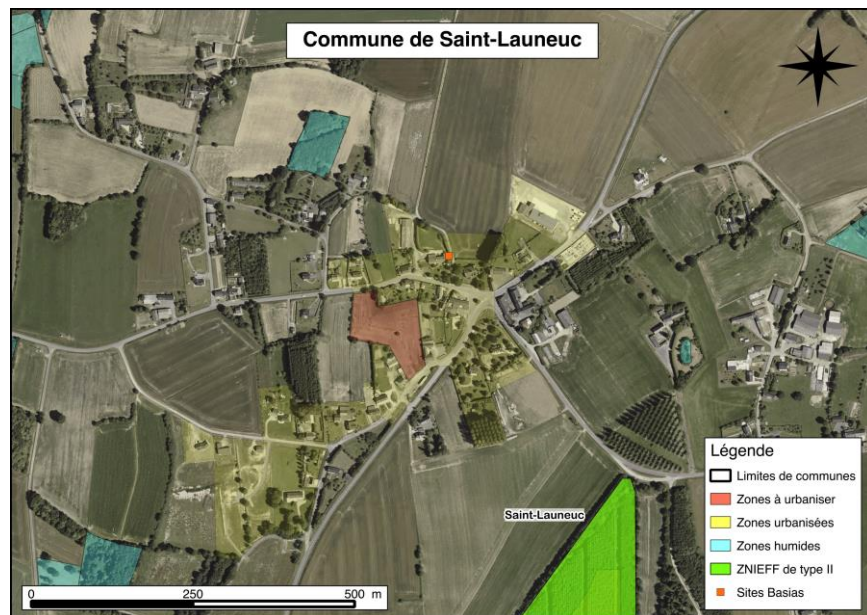 Commune de Saint-Launeuc
Saint-Launeuc
Légende
Limites de communes
Zones à urbaniser
Zones urbanisées
Zones humides
ZNIEFF de type II
Sites Basias
0 250 500 m